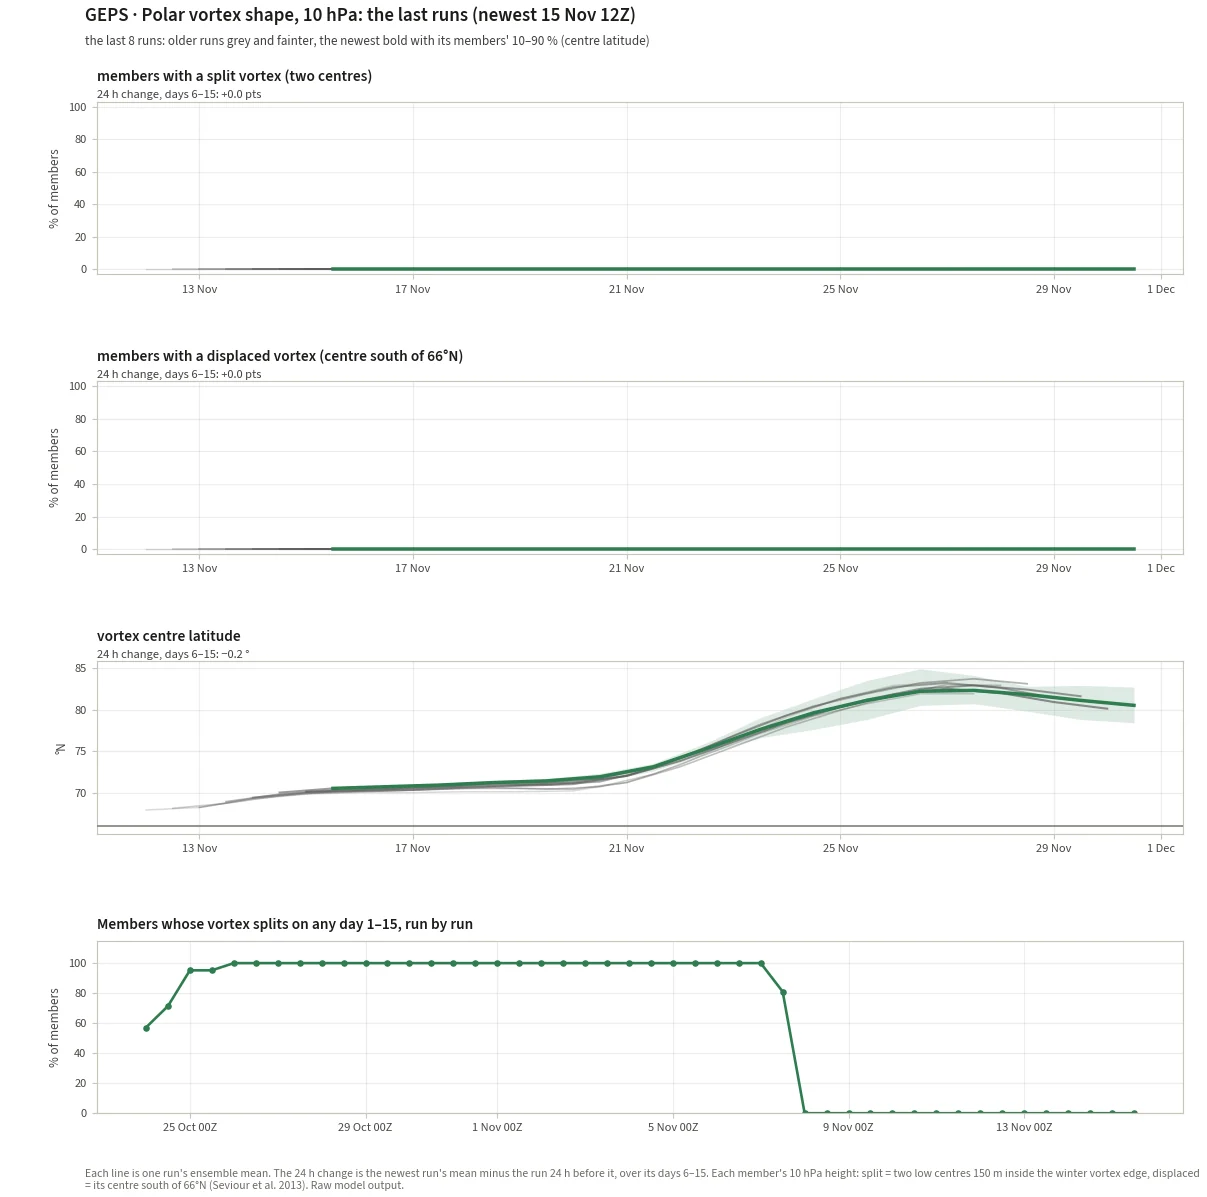 GEPS · Polar vortex shape, 10 hPa: the last runs (newest 15 Nov 12Z)
the last 8 runs: older runs grey and fainter, the newest bold with its members' 10–90 % (centre latitude)
members with a split vortex (two centres)
24 h change, days 6–15: +0.0 pts
100
80
60
40
20
0
% of members
13 Nov
17 Nov
21 Nov
25 Nov
29 Nov
1 Dec
members with a displaced vortex (centre south of 66°N)
24 h change, days 6–15: +0.0 pts
100
80
60
40
20
0
% of members
13 Nov
17 Nov
21 Nov
25 Nov
29 Nov
1 Dec
vortex centre latitude
24 h change, days 6–15: −0.2 °
85
80
75
70
°N
13 Nov
17 Nov
21 Nov
25 Nov
29 Nov
1 Dec
Members whose vortex splits on any day 1–15, run by run
100
80
60
40
20
0
% of members
25 Oct 00Z
29 Oct 00Z
1 Nov 00Z
5 Nov 00Z
9 Nov 00Z
13 Nov 00Z
Each line is one run's ensemble mean. The 24 h change is the newest run's mean minus the run 24 h before it, over its days 6–15. Each member's 10 hPa height: split = two low centres 150 m inside the winter vortex edge, displaced
= its centre south of 66°N (Seviour et al. 2013). Raw model output.